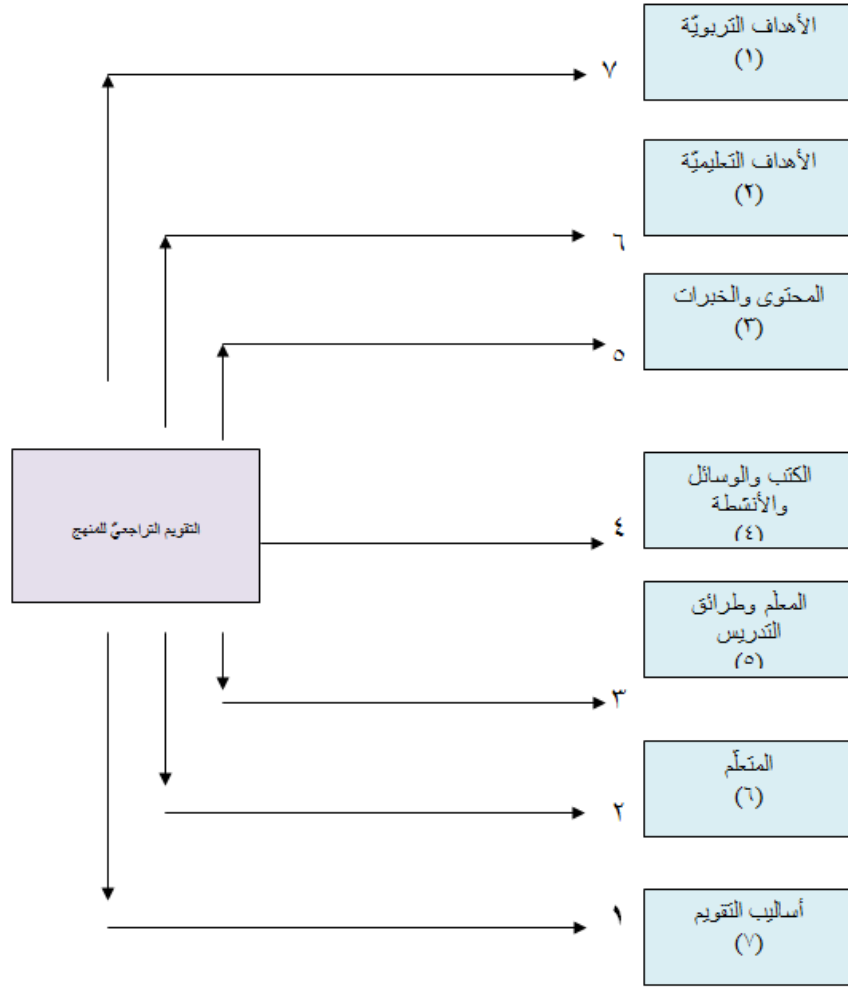 الأهداف التربويّة
(١)
٧
الأهداف التعليميّة
(٢)
٦
المحتوى والخبرات
(٣)
٥
الكتب والوسائل
والأنشطة
(٤)
٤
التقويم التراجعيّ للمنهج
المعلّم وطرائق
التدريس
(٥)
٣
المتعلّم
(٦)
٢
أساليب التقويم
(٧)
١